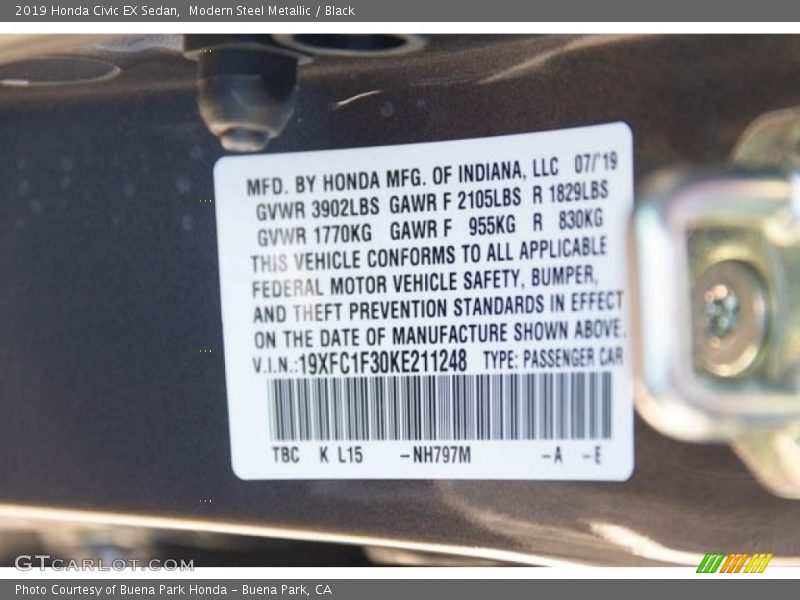 2019 Honda Civic EX Sedan, Modern Steel Metallic / Black
MFD. BY HONDA MFG. OF INDIANA, LLC 07/'19
GVWR 3902LBS GAWR F 2105LBS R 1829LBS
GVWR 1770KG GAWR F 955KG R 830KG
THIS VEHICLE CONFORMS TO ALL APPLICABLE
FEDERAL MOTOR VEHICLE SAFETY, BUMPER,
AND THEFT PREVENTION STANDARDS IN EFFECT
ON THE DATE OF MANUFACTURE SHOWN ABOVE.
V.I.N.:19XFC1F30KE211248 TYPE: PASSENGER CAR
TBC K L15 -NH797M -A -E
GTCARLOT.COM
Photo Courtesy of Buena Park Honda - Buena Park, CA